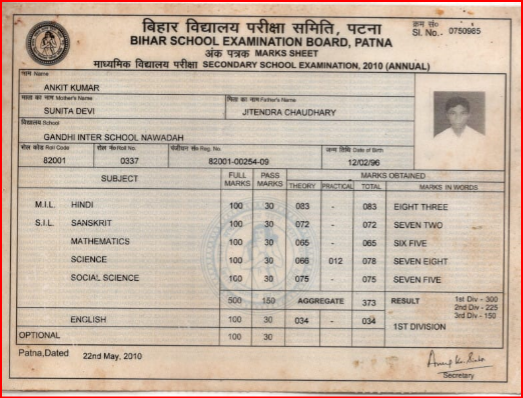 बिहार विद्यालय परीक्षा समिति, पटना
क्रम सं०
BIHAR SCHOOL EXAMINATION BOARD, PATNA
Sl. No.- 0750985
अंक पत्रक MARKS SHEET
माध्यमिक विद्यालय परीक्षा SECONDARY SCHOOL EXAMINATION, 2010 (ANNUAL)
नाम Name
ANKIT KUMAR
माता का नाम Mother's Name पिता का नाम Father's Name
SUNITA DEVI JITENDRA CHAUDHARY
विद्यालय School
GANDHI INTER SCHOOL NAWADAH
रोल कोड Roll Code रोल नं० Roll No. पंजीयन सं० Reg. No. जन्म तिथि Date of Birth
82001 0337 82001-00254-09 12/02/96
SUBJECT FULL MARKS PASS MARKS MARKS OBTAINED
THEORY PRACTICAL TOTAL MARKS IN WORDS
M.I.L. HINDI 100 30 083 - 083 EIGHT THREE
S.I.L. SANSKRIT 100 30 072 - 072 SEVEN TWO
MATHEMATICS 100 30 065 - 065 SIX FIVE
SCIENCE 100 30 066 012 078 SEVEN EIGHT
SOCIAL SCIENCE 100 30 075 - 075 SEVEN FIVE
500 150 AGGREGATE 373 RESULT 1st Div - 300
2nd Div - 225
3rd Div - 150
ENGLISH 100 30 034 - 034 1ST DIVISION
OPTIONAL 100 30
Patna,Dated 22nd May, 2010
Secretary